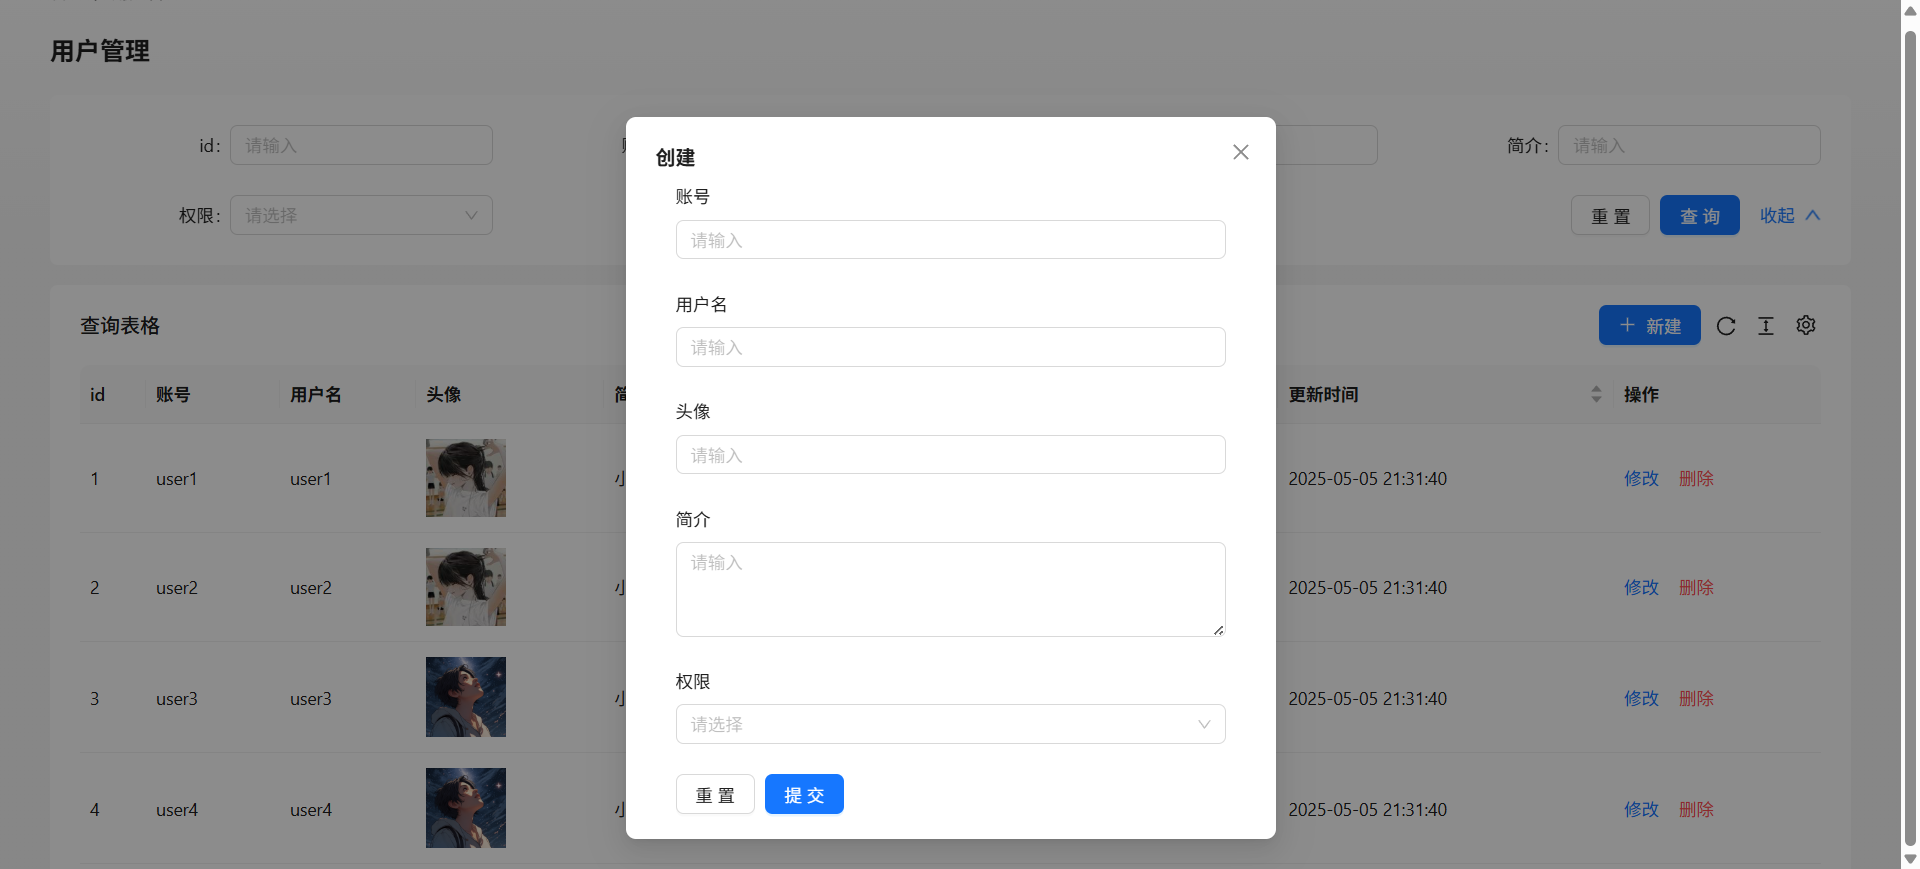 用户管理
id:
请输入
简介:
请输入
权限:
请选择
重 置
查 询
收起
查询表格
新建
id
账号
用户名
头像
更新时间
操作
1
user1
user1
小
2025-05-05 21:31:40
修改
删除
2
user2
user2
小
2025-05-05 21:31:40
修改
删除
3
user3
user3
小
2025-05-05 21:31:40
修改
删除
4
user4
user4
小
2025-05-05 21:31:40
修改
删除
创建
账号
请输入
用户名
请输入
头像
请输入
简介
请输入
权限
请选择
重 置
提 交